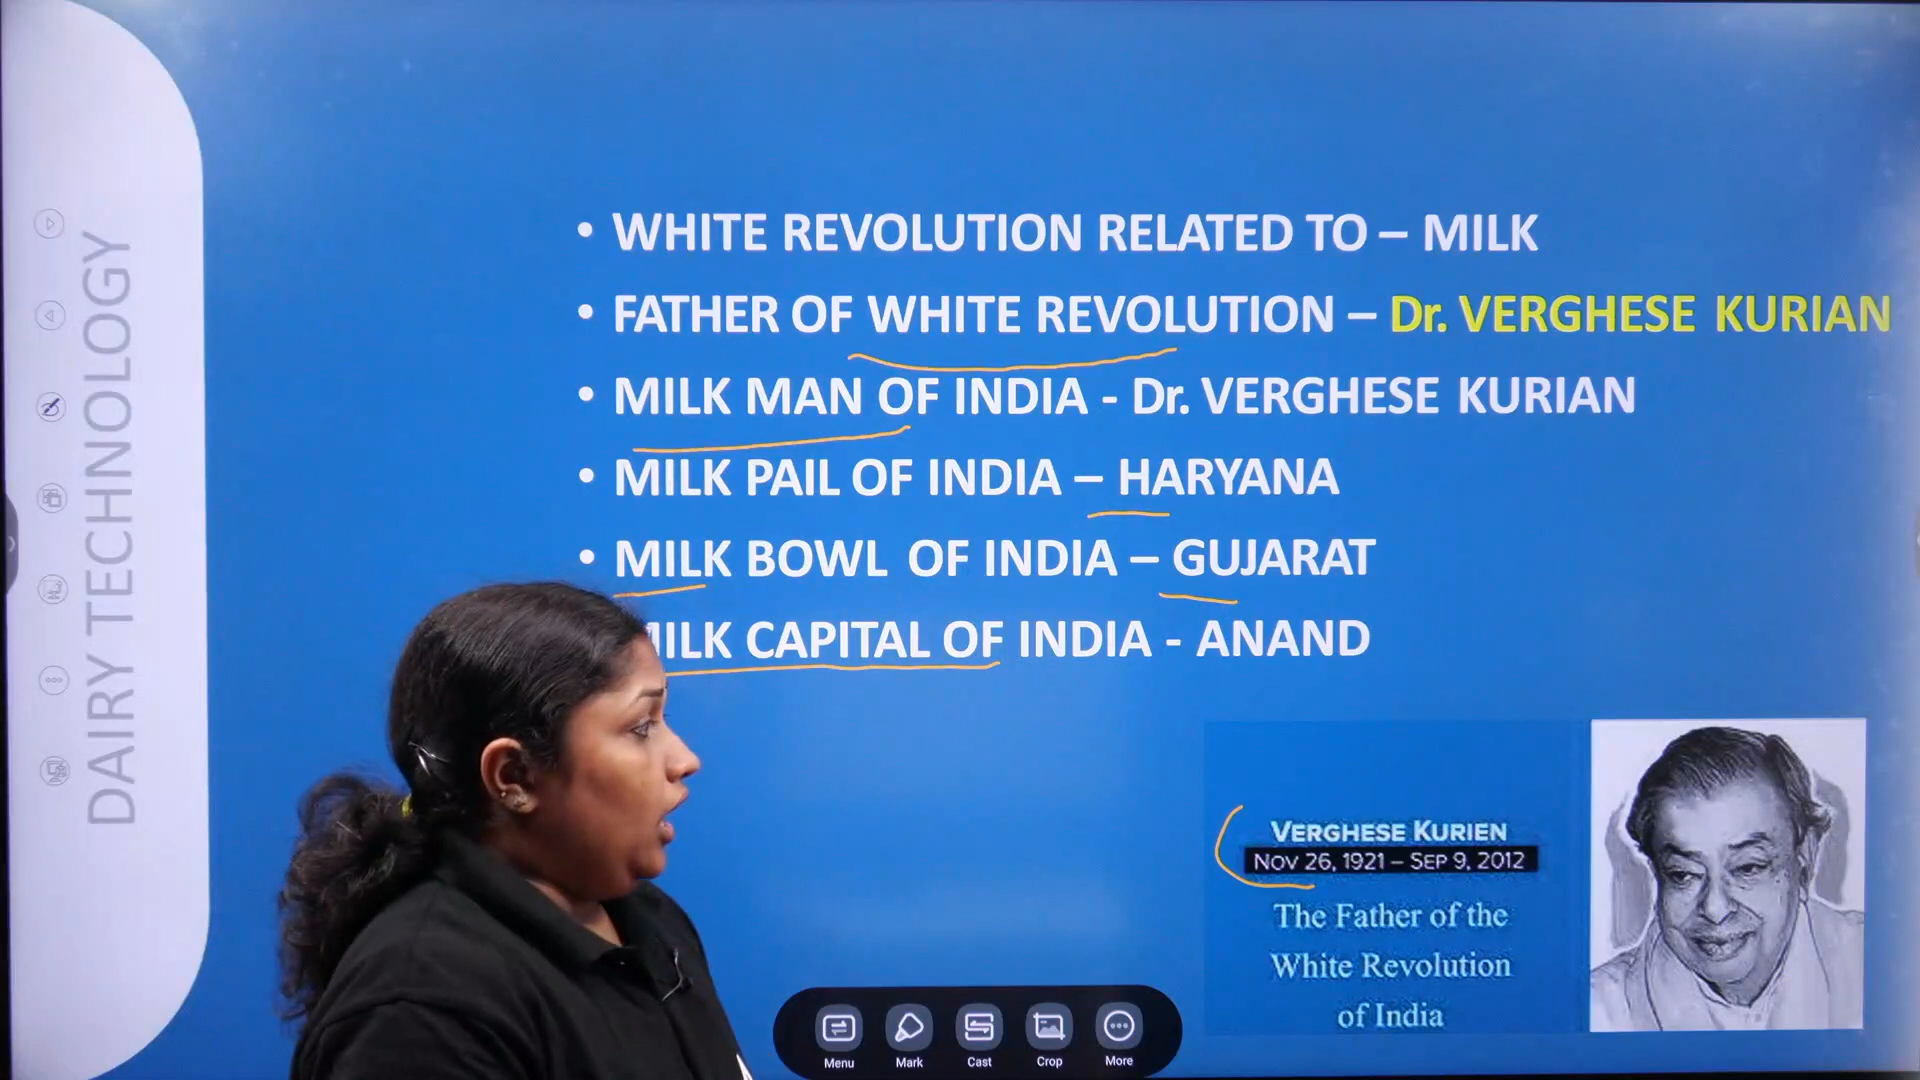 DAIRY TECHNOLOGY
• WHITE REVOLUTION RELATED TO – MILK
• FATHER OF WHITE REVOLUTION – Dr. VERGHESE KURIAN
• MILK MAN OF INDIA - Dr. VERGHESE KURIAN
• MILK PAIL OF INDIA – HARYANA
• MILK BOWL OF INDIA – GUJARAT
MILK CAPITAL OF INDIA - ANAND
VERGHESE KURIEN
NOV 26, 1921 – SEP 9, 2012
The Father of the
White Revolution
of India
Menu Mark Cast Crop More